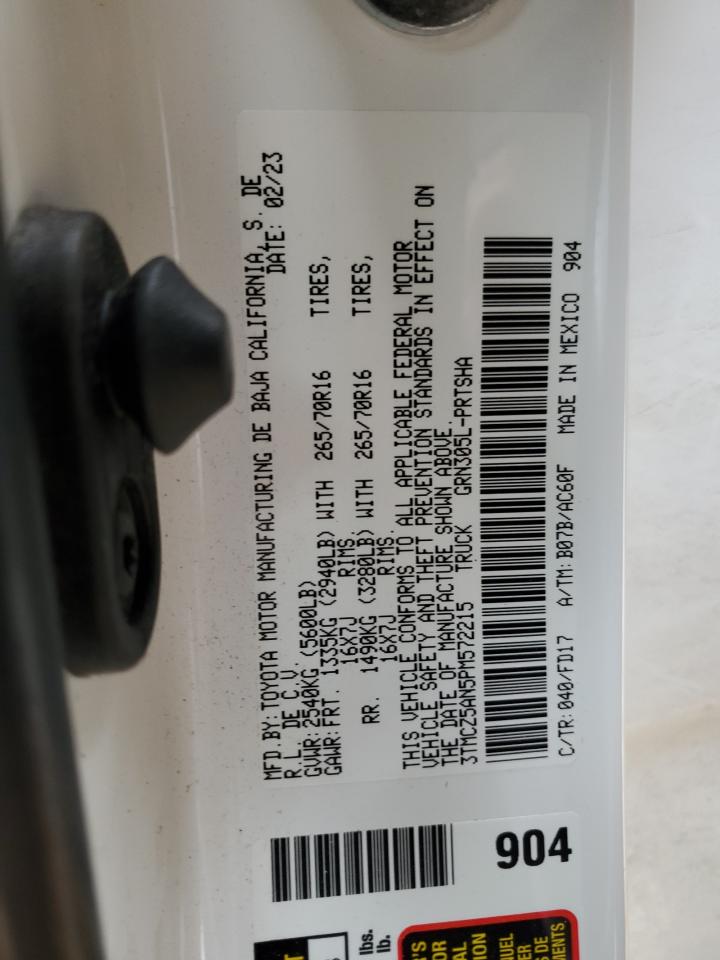 MFD.BY:TOYOTA MOTOR MANUFACTURING DE BAJA CALIFORNIA, S. DE
R.L. DE C.V. DATE: 02/23
GVWR:2540KG (5600LB)
GAWR:FRT. 1335KG (2940LB) WITH 265/70R16 TIRES,
16X7J RIMS.
RR. 1490KG (3280LB) WITH 265/70R16 TIRES,
16X7J RIMS.
THIS VEHICLE CONFORMS TO ALL APPLICABLE FEDERAL MOTOR
VEHICLE SAFETY AND THEFT PREVENTION STANDARDS IN EFFECT ON
THE DATE OF MANUFACTURE SHOWN ABOVE.
3TMCZ5AN5PM572215 TRUCK GRN305L-PRTSHA
C/TR:040/FD17 A/TM:B07B/AC60F MADE IN MEXICO 904
904
lbs.
lb.